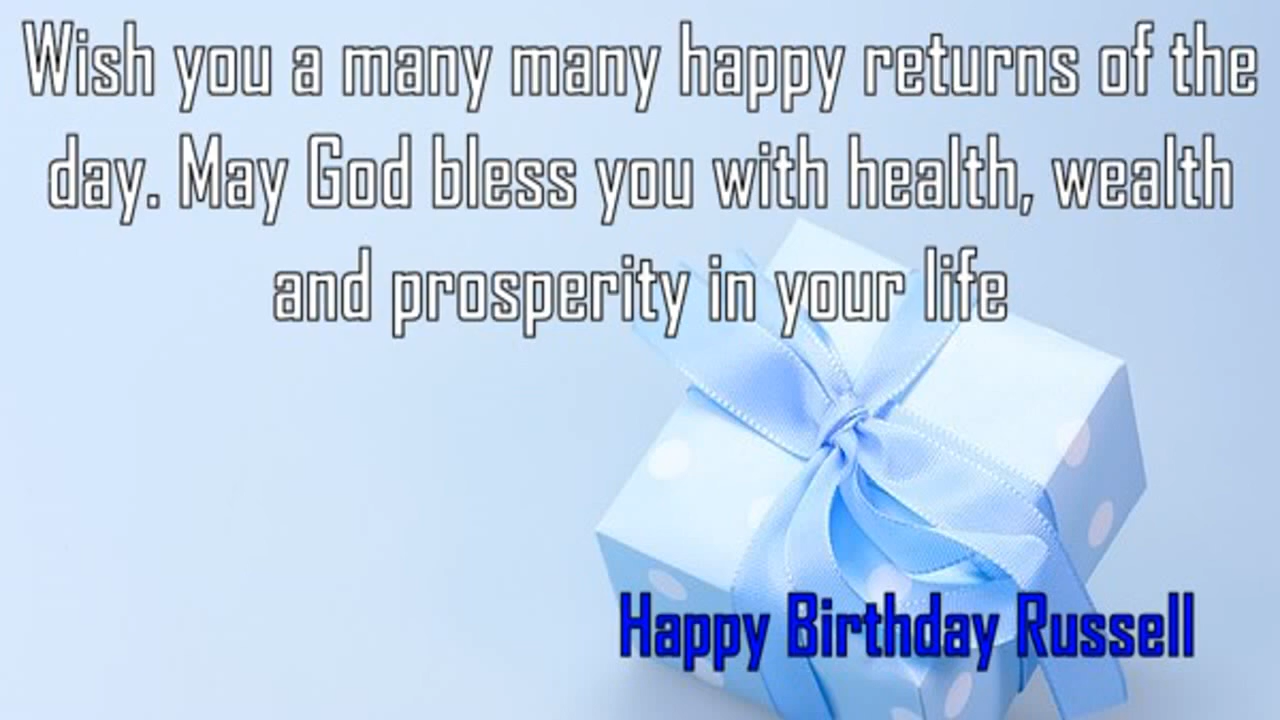 Wish you a many many happy returns of the
day. May God bless you with health, wealth
and prosperity in your life
Happy Birthday Russell